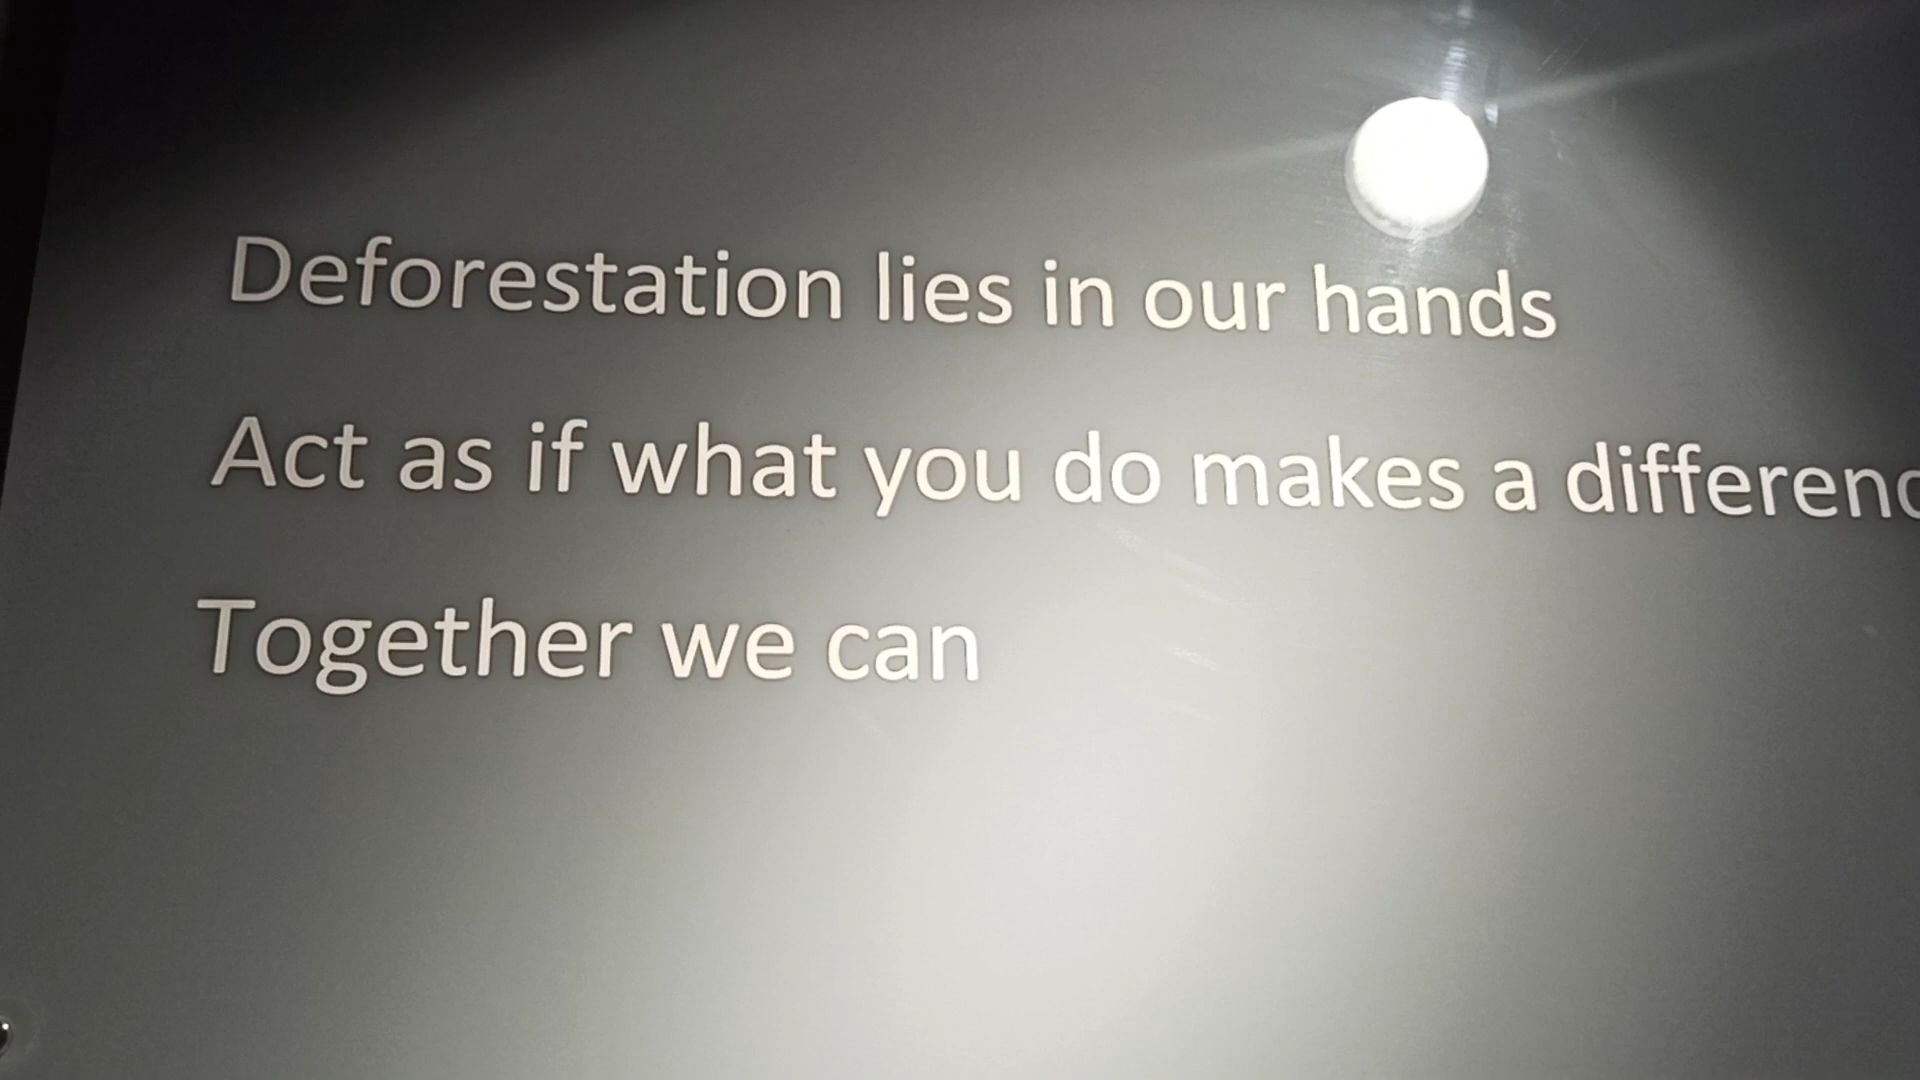 Deforestation lies in our hands
Act as if what you do makes a differenc
Together we can